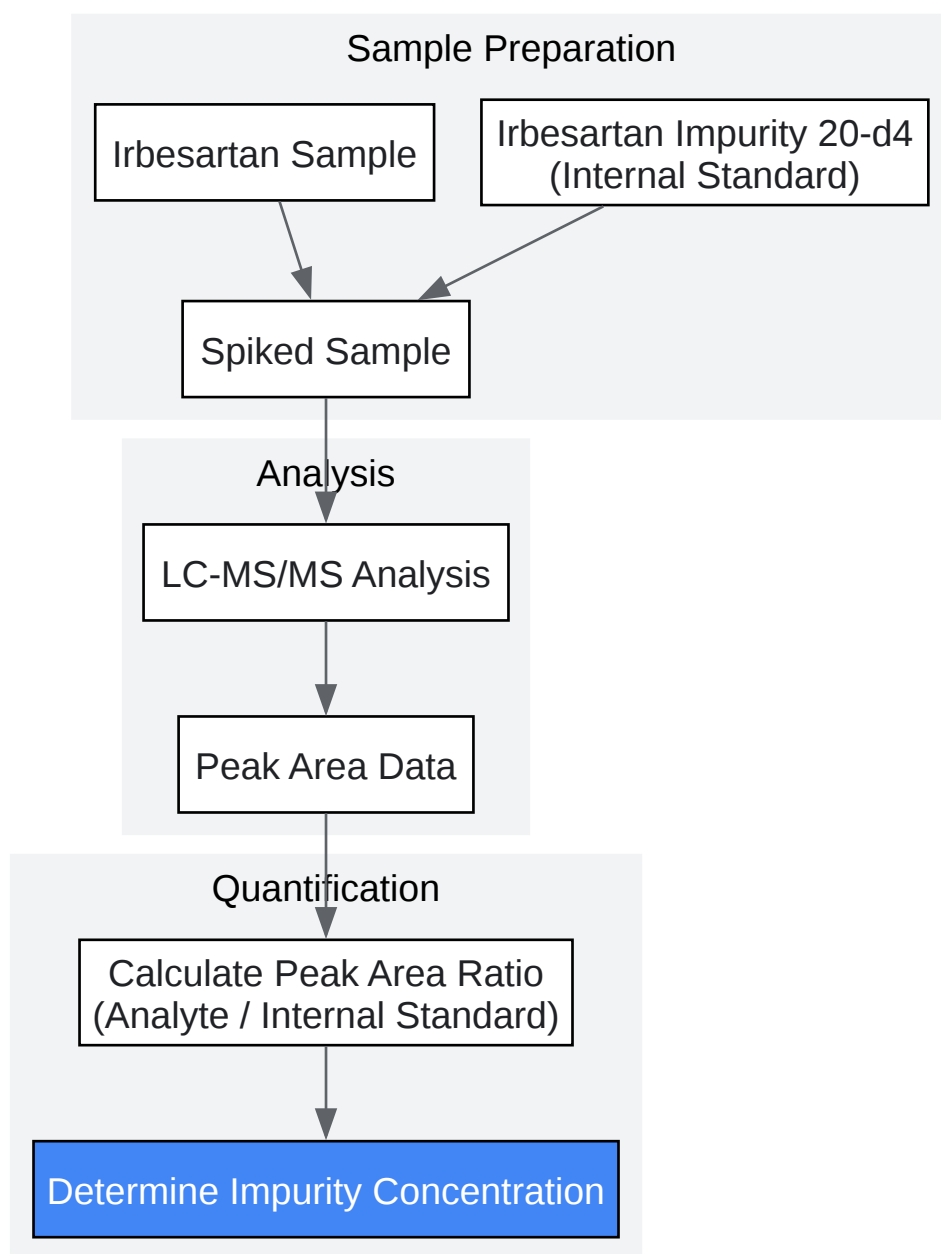 Sample Preparation
Irbesartan Sample
Irbesartan Impurity 20-d4
(Internal Standard)
Spiked Sample
Analysis
LC-MS/MS Analysis
Peak Area Data
Quantification
Calculate Peak Area Ratio
(Analyte / Internal Standard)
Determine Impurity Concentration